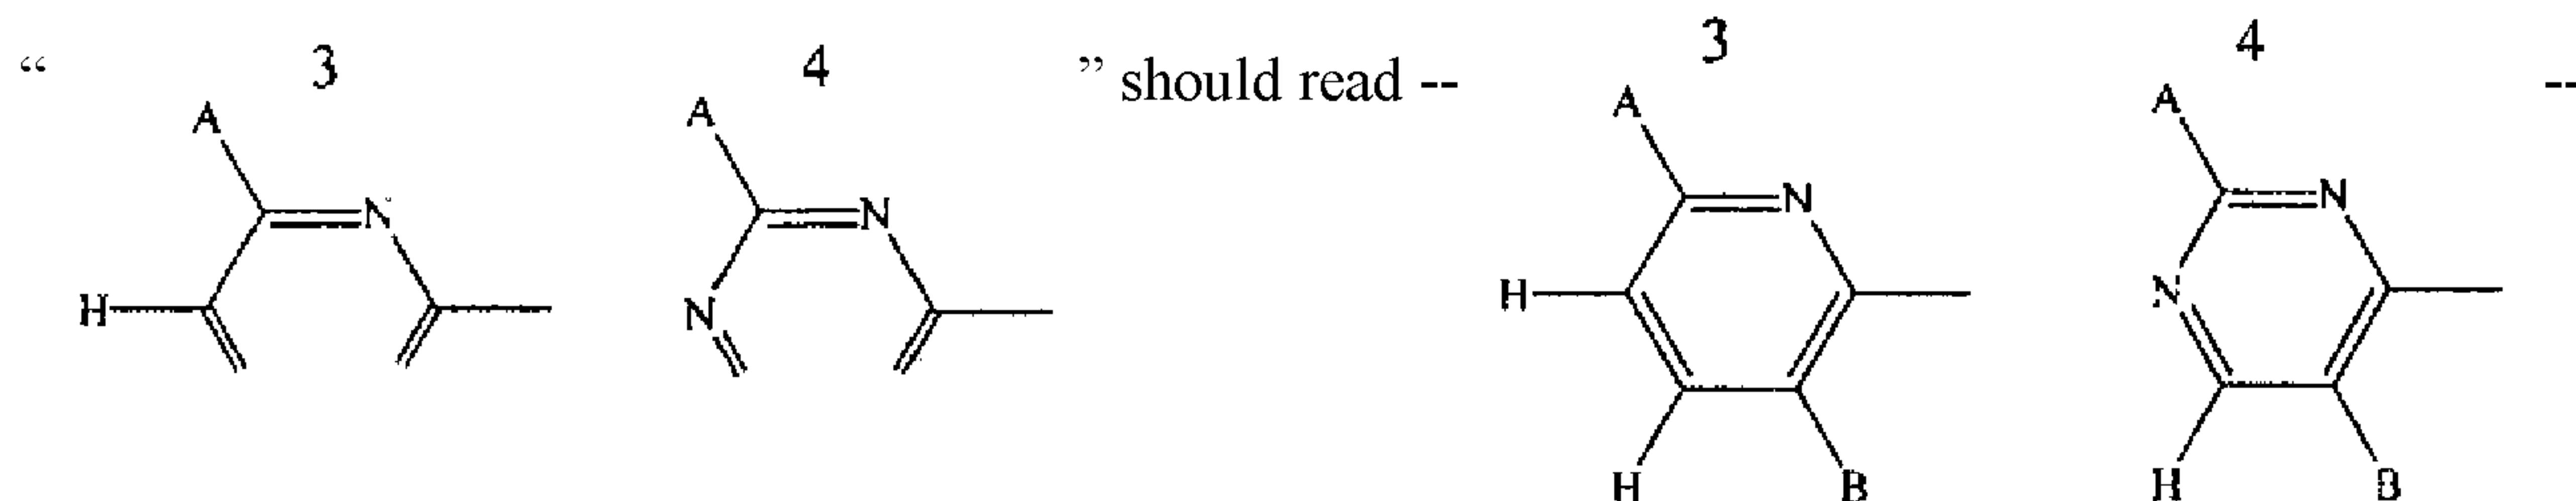 “ 3 4 ” should read -- 3 4 --
A A A A
N N N N
H N H N
H B H B